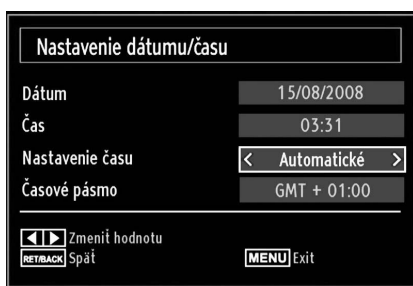 Nastavenie dátumu/času
Dátum 15/08/2008
Čas 03:31
Nastavenie času < Automatické >
Časové pásmo GMT + 01:00
◀ ▶ Zmeniť hodnotu
RET/BACK Späť MENU Exit